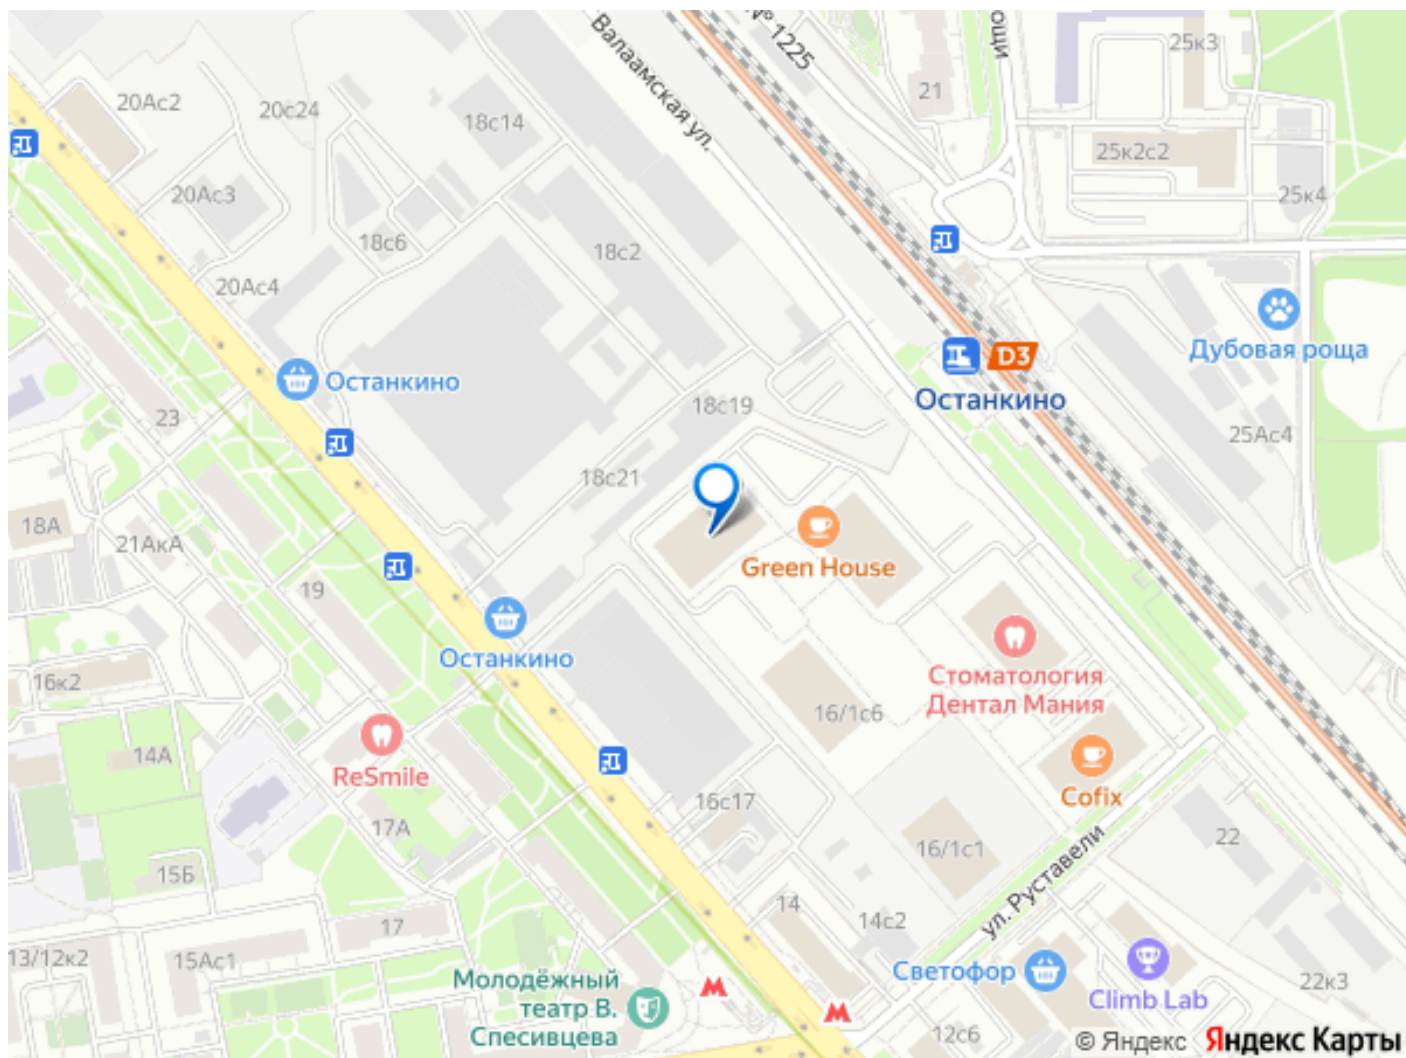 № 1225
ощи
25к3
Валаамская ул.
20Ас2
20с24
21
18с14
25к2с2
20Ас3
25к4
18с6
18с2
20Ас4
Дубовая роща
D3
Останкино
Останкино
18с19
23
25Ас4
18с21
18А
21АкА
Green House
19
Останкино
16к2
Стоматология
Дентал Мания
16/1с6
14А
ReSmile
Cofix
16с17
17А
22
16/1с1
15Б
ул. Руставели
14
14с2
17
13/12к2
15Ас1
Светофор
Молодёжный
театр В.
Спесивцева
М
М
Climb Lab
22к3
12с6
© Яндекс Яндекс Карты